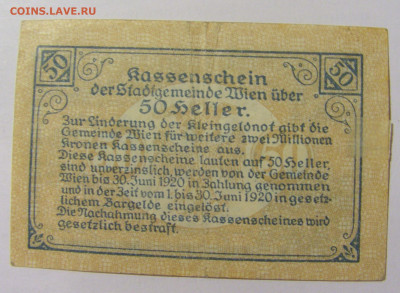 COINS.LAVE.RU
50
50
Kassenschein
der Stadtgemeinde Wien über
50 Heller.
Zur Linderung der Kleingeldnot gibt die
Gemeinde Wien für weitere zwei Millionen
Kronen Kassenscheine aus.
Diese Kassenscheine lauten auf 50 Heller,
sind unverzinslich, werden von der Gemeinde
Wien bis 30. Juni 1920 in Zahlung genommen
und in der Zeit vom 1. bis 30. Juni 1920 in gesetz-
lichem Bargelde eingelöst.
Die Nachahmung dieses Kassenscheines wird
gesetzlich bestraft.